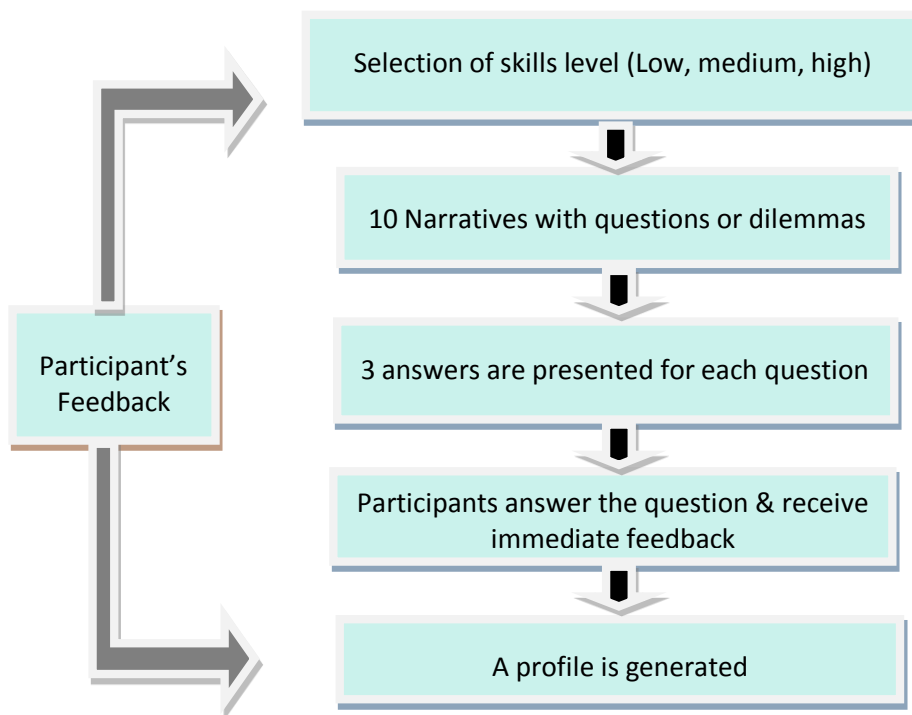 Selection of skills level (Low, medium, high)
10 Narratives with questions or dilemmas
3 answers are presented for each question
Participant’s
Feedback
Participants answer the question & receive
immediate feedback
A profile is generated